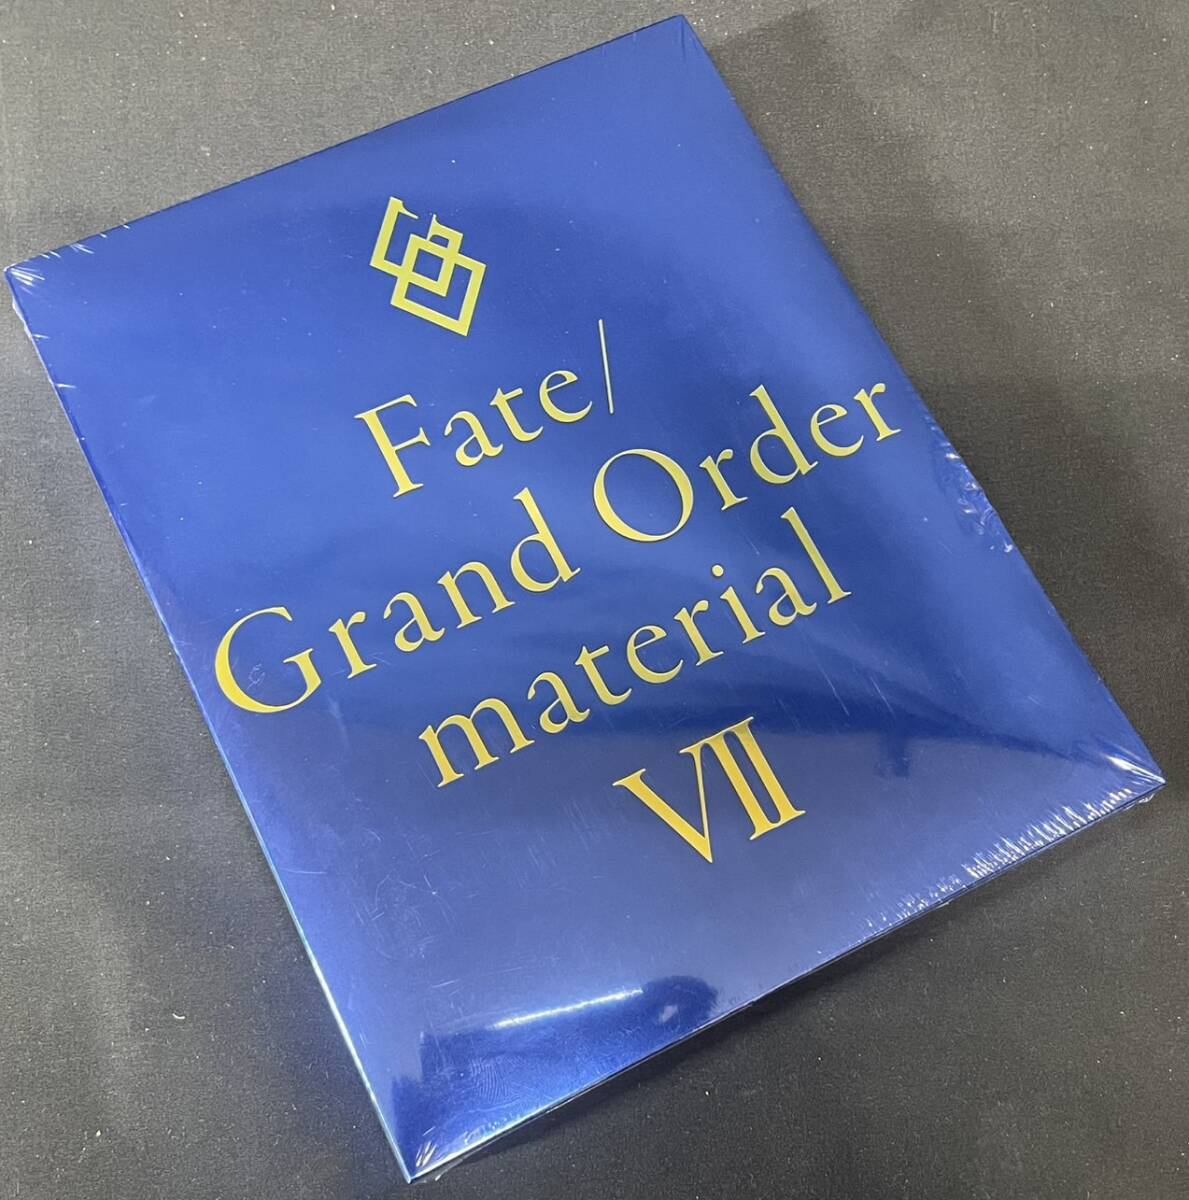 Fate/
Grand Order
material
VII